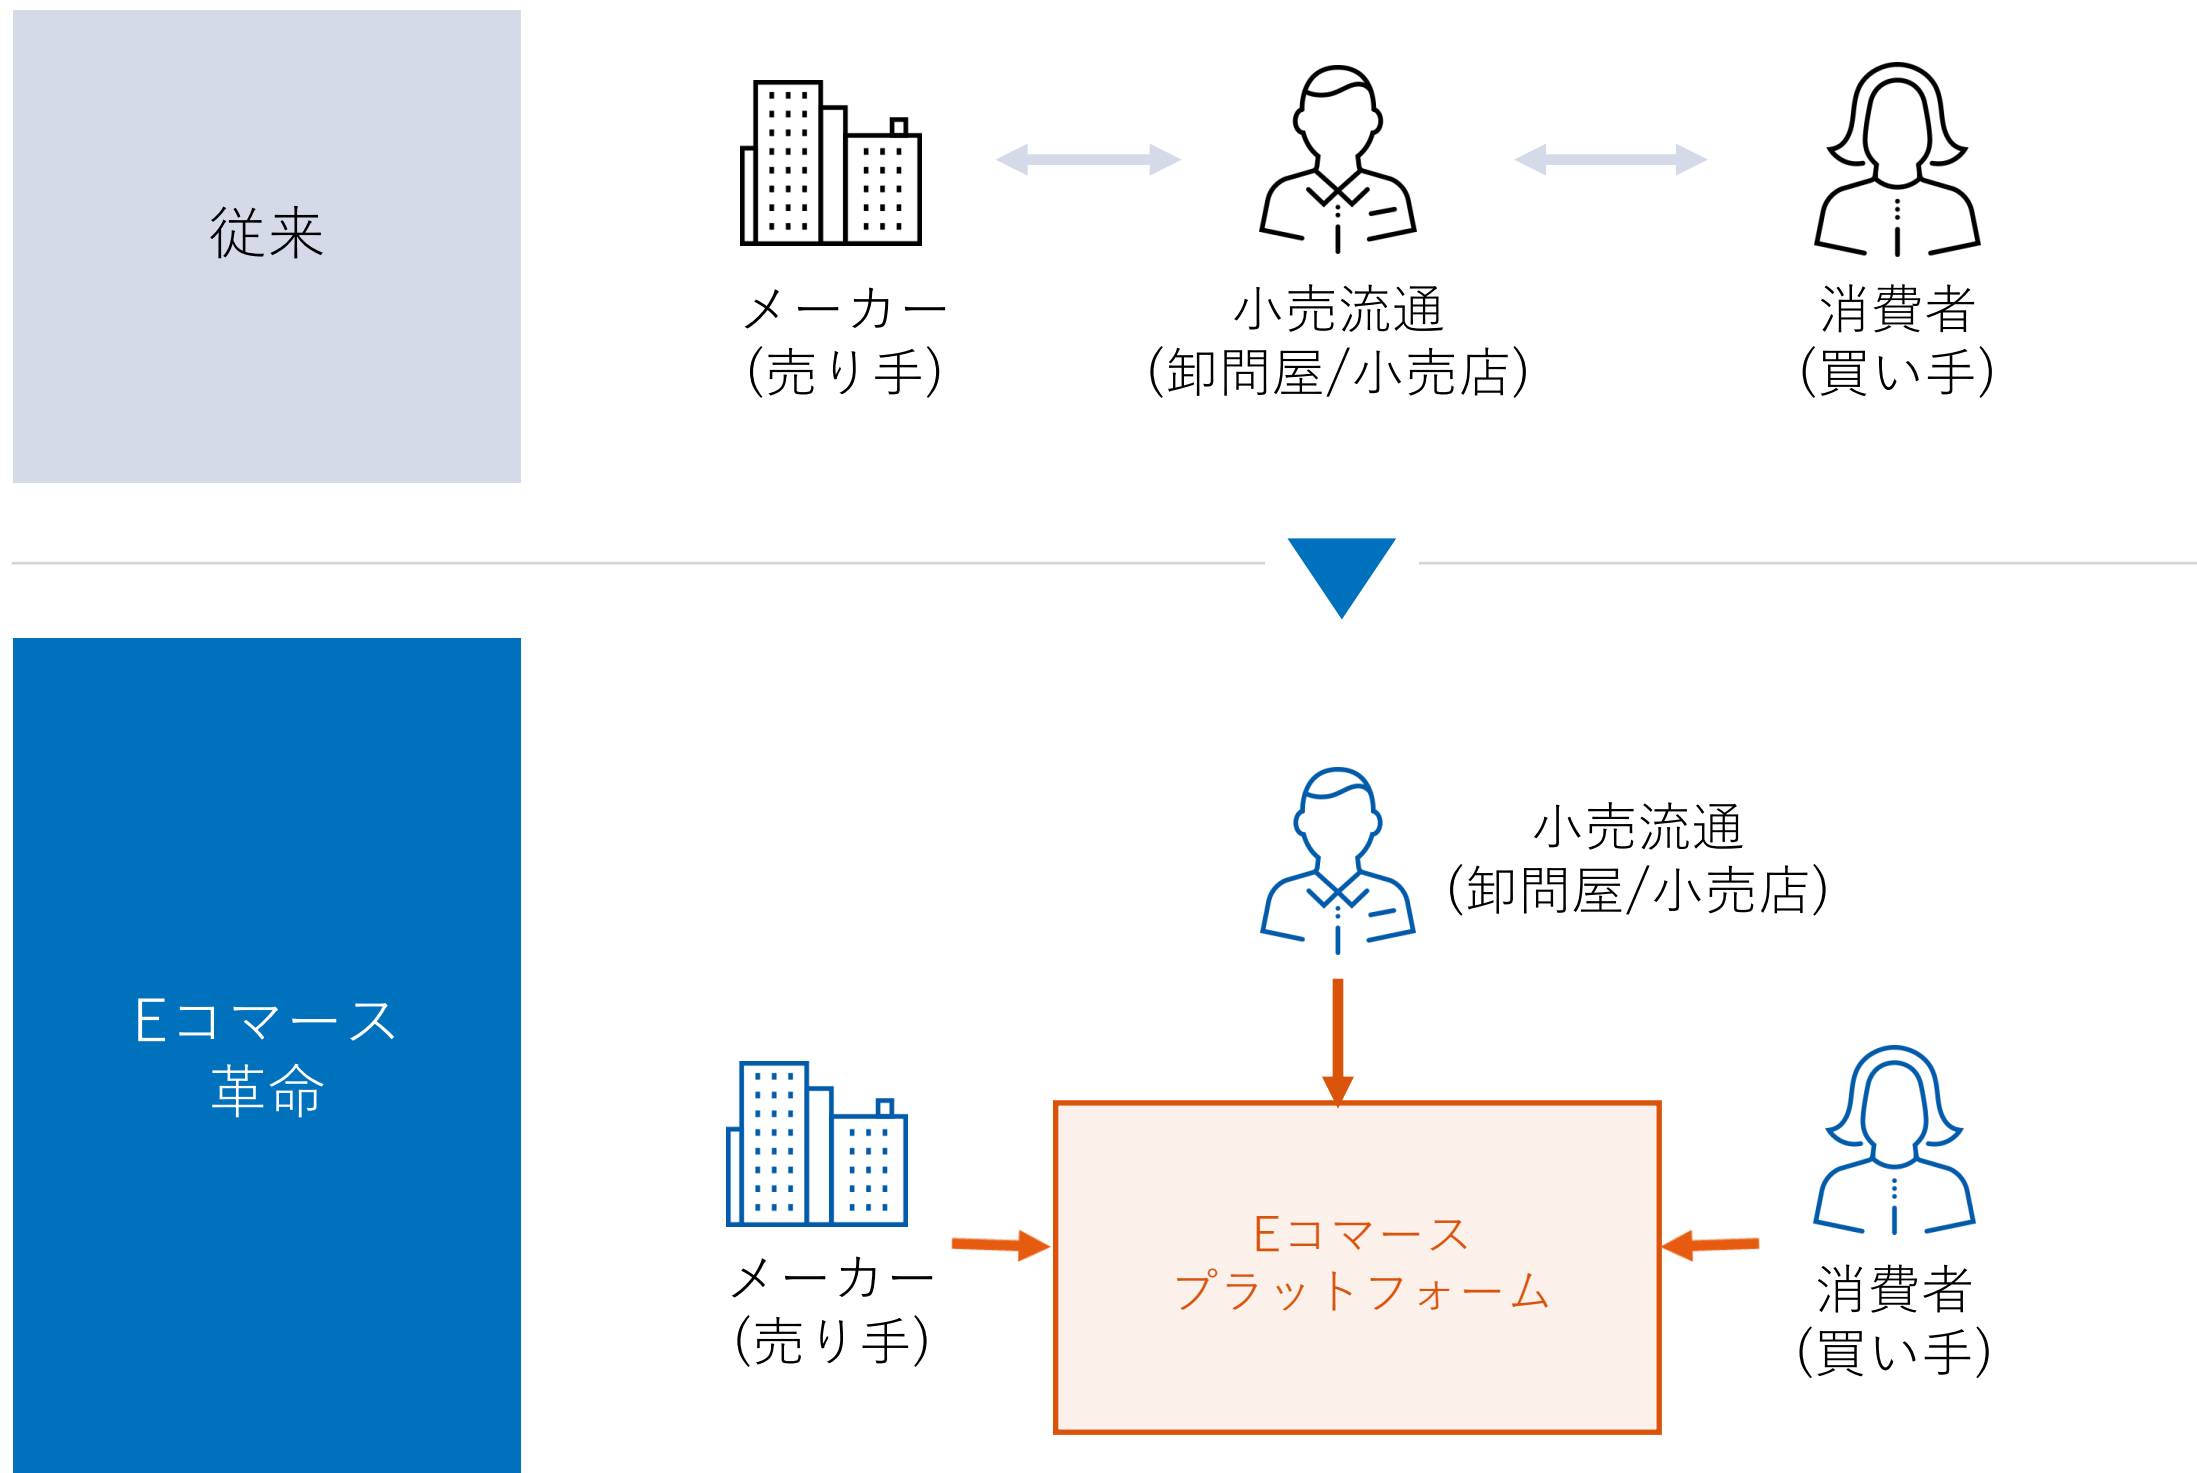 従来
メーカー
(売り手)
小売流通
(卸問屋/小売店)
消費者
(買い手)
Eコマース
革命
小売流通
(卸問屋/小売店)
メーカー
(売り手)
Eコマース
プラットフォーム
消費者
(買い手)